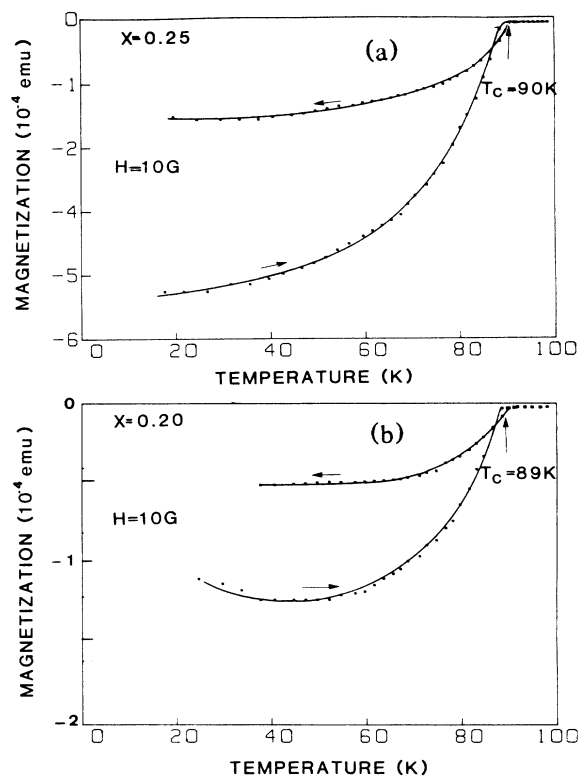 X=0.25
(a)
0
-1
-2
-4
-5
-6
T_C=90K
H=10G
MAGNETIZATION (10⁻⁴ emu)
0 20 40 60 80 100
TEMPERATURE (K)
X=0.20
(b)
0
-1
-2
T_C=89K
H=10G
MAGNETIZATION (10⁻⁴ emu)
0 20 40 60 80 100
TEMPERATURE (K)